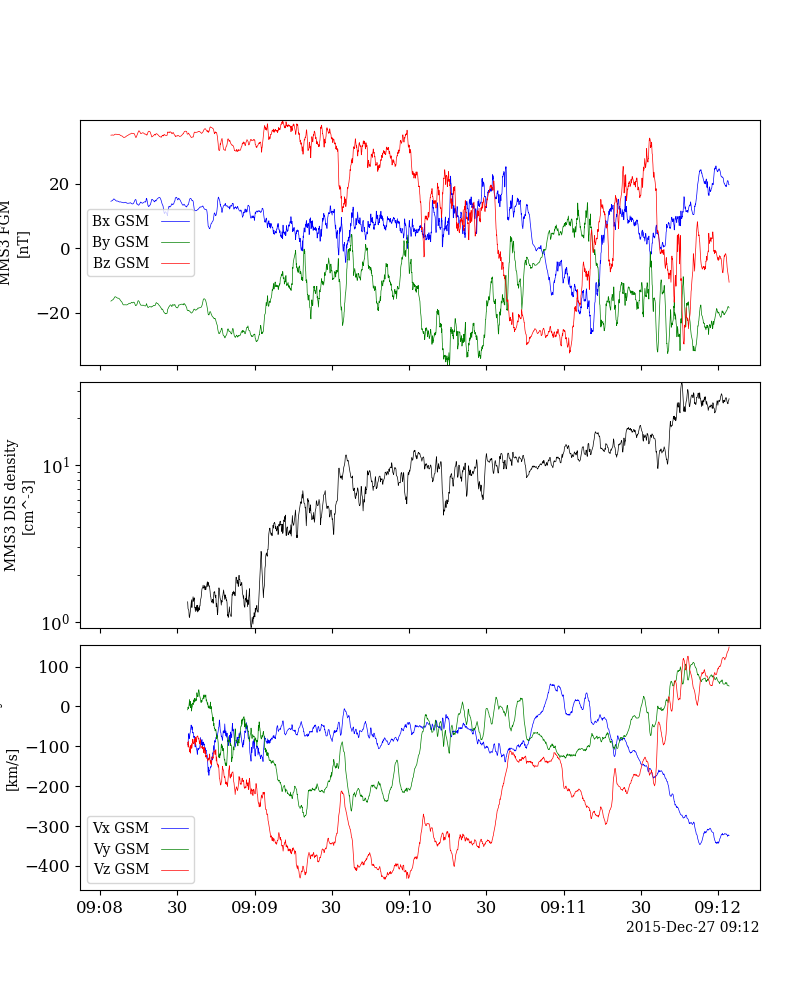 20
0
−20
MMS3 FGM
[nT]
Bx GSM
By GSM
Bz GSM
10^1
10^0
MMS3 DIS density
[cm^-3]
100
0
−100
−200
−300
−400
[km/s]
Vx GSM
Vy GSM
Vz GSM
09:08 30 09:09 30 09:10 30 09:11 30 09:12
2015-Dec-27 09:12